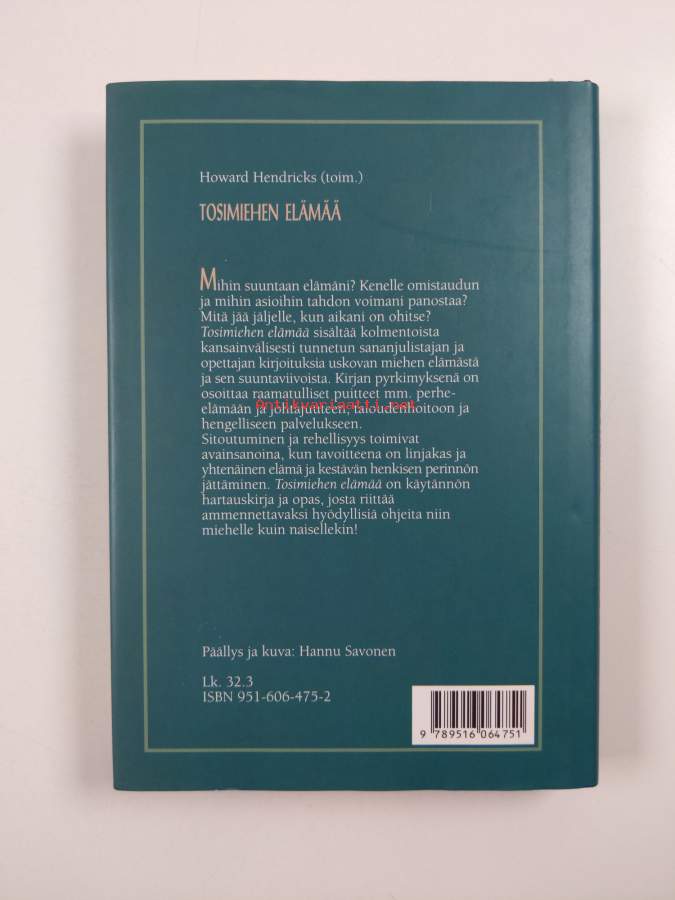 Howard Hendricks (toim.)
TOSIMIEHEN ELÄMÄÄ
Mihin suuntaan elämäni? Kenelle omistaudun
ja mihin asioihin tahdon voimani panostaa?
Mitä jää jäljelle, kun aikani on ohitse?
Tosimiehen elämää sisältää kolmentoista
kansainvälisesti tunnetun sananjulistajan ja
opettajan kirjoituksia uskovan miehen elämästä
ja sen suuntaviivoista. Kirjan pyrkimyksenä on
osoittaa raamatulliset puitteet mm. perhe-
Antikvariaatti.net
elämään ja johtajuuteen, taloudenhoitoon ja
hengelliseen palvelukseen.
Sitoutuminen ja rehellisyys toimivat
avainsanoina, kun tavoitteena on linjakas ja
yhtenäinen elämä ja kestävän henkisen perinnön
jättäminen. Tosimiehen elämää on käytännön
hartauskirja ja opas, josta riittää
ammennettavaksi hyödyllisiä ohjeita niin
miehelle kuin naisellekin!
Päällys ja kuva: Hannu Savonen
Lk. 32.3
ISBN 951-606-475-2
9 789516 064751